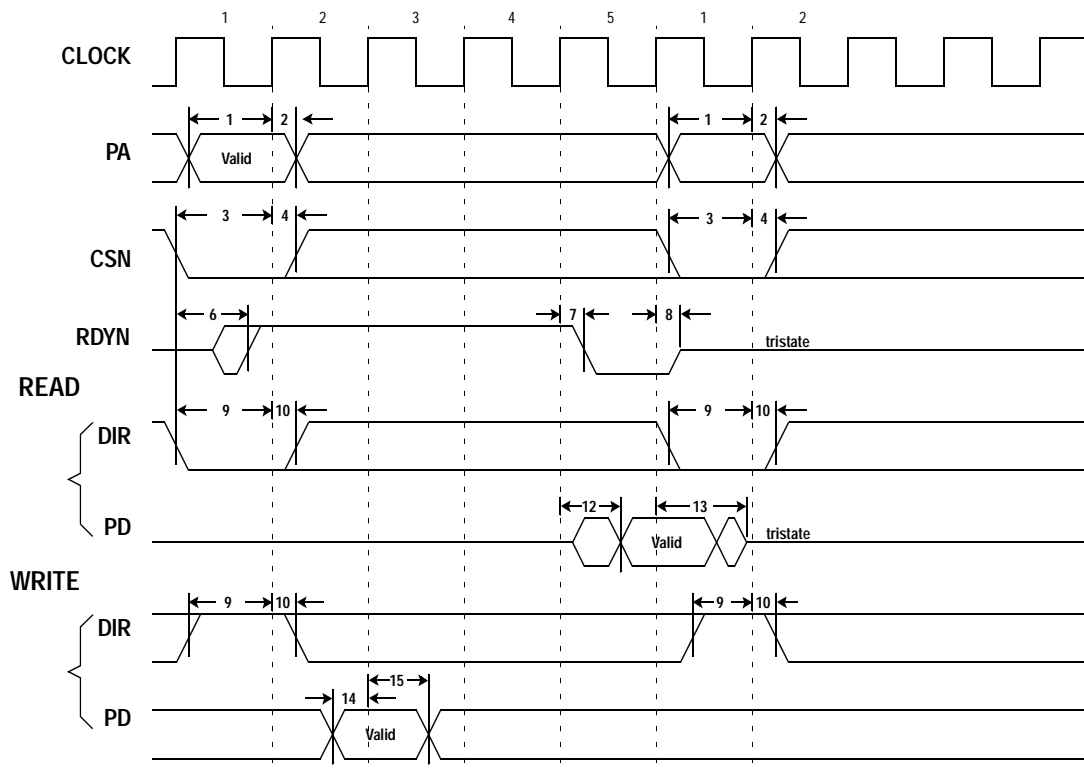 1 2 3 4 5 1 2
CLOCK
1 2 1 2
PA Valid
3 4 3 4
CSN
6 7 8
RDYN tristate
READ
9 10 9 10
DIR
12 13
PD Valid tristate
WRITE
9 10 9 10
DIR
14 15
PD Valid